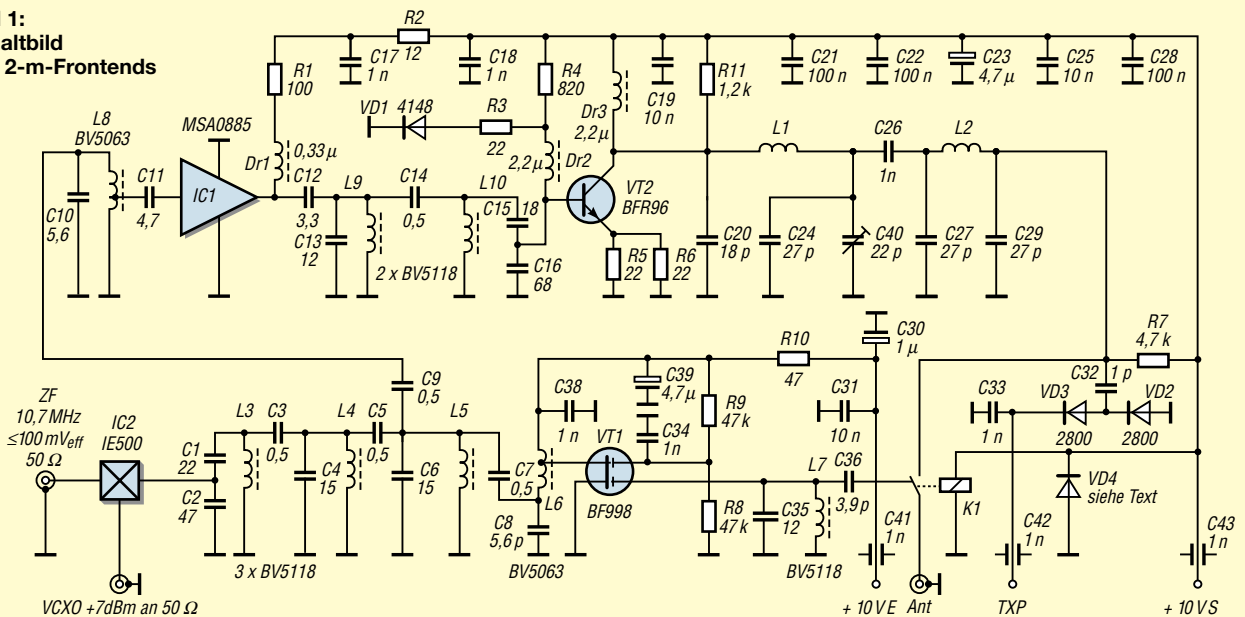 1:
altbild
2-m-Frontends
R2
12
C17
1 n
C18
1 n
R1
100
R4
820
C19
10 n
R11
1,2 k
C21
100 n
C22
100 n
C23
4,7 µ
C25
10 n
C28
100 n
VD1 4148
R3
22
Dr3
2,2 µ
L8
BV5063
MSA0885
Dr1
0,33 µ
2,2 µ
Dr2
L1
C26
1n
L2
C11
4,7
IC1
C12
3,3
L9
C14
0,5
L10
C15
18
VT2
BFR96
C10
5,6
C13
12
2 x BV5118
C16
68
R5
22
R6
22
C20
18 p
C24
27 p
C40
22 p
C27
27 p
C29
27 p
C30
1 µ
R7
4,7 k
R10
47
C9
0,5
C38
1 n
C39
4,7 µ
C34
1n
R9
47 k
C31
10 n
C33
1 n
C32
1 p
VD3
2800
VD2
2800
ZF
10,7 MHz
≤100 mVeff
50 Ω
IC2
IE500
C1
22
C2
47
L3
C3
0,5
C4
15
L4
C5
0,5
C6
15
L5
C7
0,5
L6
VT1
BF998
C8
5,6 p
BV5063
R8
47 k
L7
C36
3,9 p
C35
12
BV5118
K1
VD4
siehe Text
C41
1 n
C42
1 n
C43
1 n
3 x BV5118
VCXO +7dBm an 50 Ω
+ 10 V E
Ant
TXP
+ 10 V S